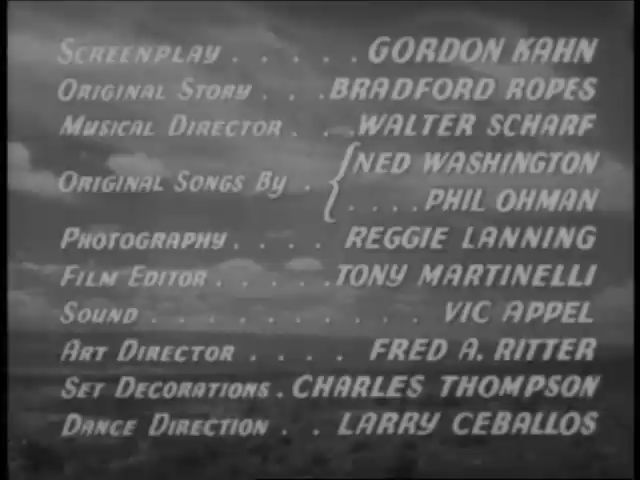 SCREENPLAY . . . . . . GORDON KAHN
ORIGINAL STORY . . . BRADFORD ROPES
MUSICAL DIRECTOR . . . WALTER SCHARF
ORIGINAL SONGS BY . { NED WASHINGTON
. . . . PHIL OHMAN
PHOTOGRAPHY . . . . REGGIE LANNING
FILM EDITOR . . . . . . TONY MARTINELLI
SOUND . . . . . . . . . . VIC APPEL
ART DIRECTOR . . . . FRED A. RITTER
SET DECORATIONS . CHARLES THOMPSON
DANCE DIRECTION . . LARRY CEBALLOS